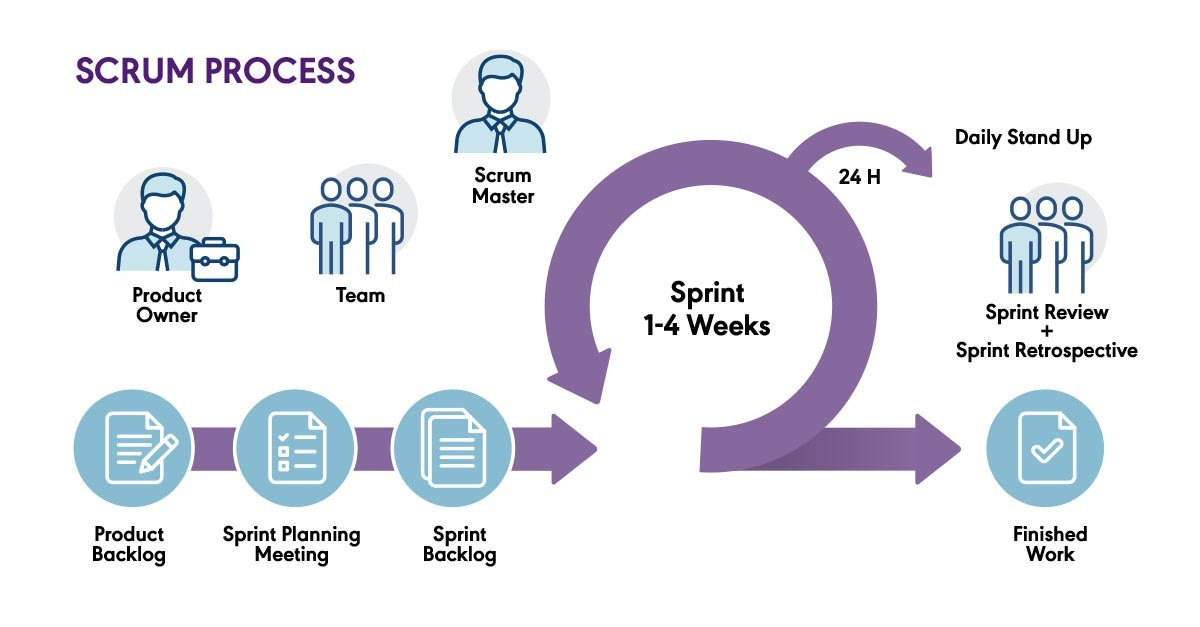 SCRUM PROCESS
Scrum
Master
Product
Owner
Team
Sprint
1-4 Weeks
24 H
Daily Stand Up
Sprint Review
+
Sprint Retrospective
Product
Backlog
Sprint Planning
Meeting
Sprint
Backlog
Finished
Work